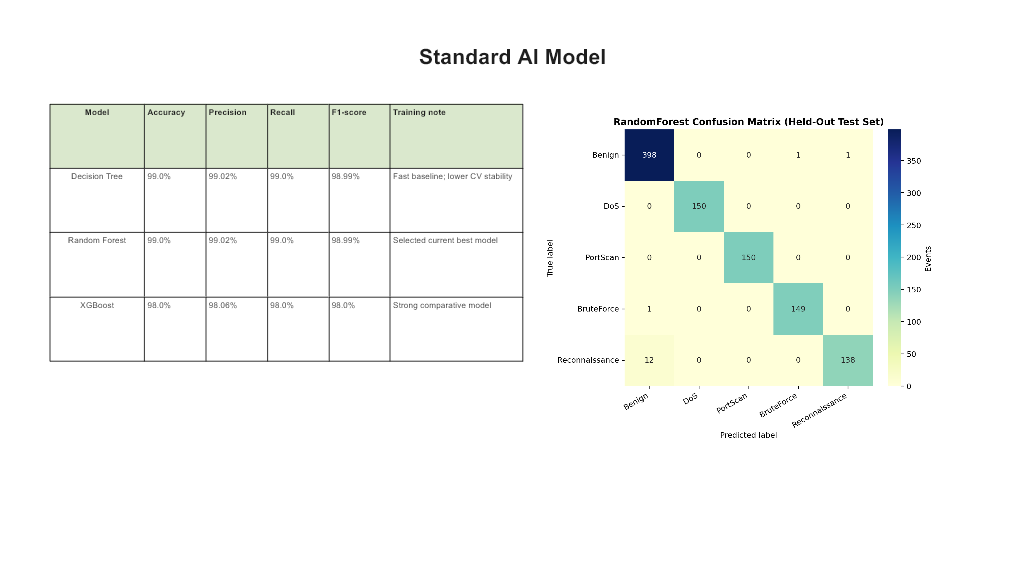 Standard AI Model
Model Accuracy Precision Recall F1-score Training note
Decision Tree 99.0% 99.02% 99.0% 98.99% Fast baseline; lower CV stability
Random Forest 99.0% 99.02% 99.0% 98.99% Selected current best model
XGBoost 98.0% 98.06% 98.0% 98.0% Strong comparative model
RandomForest Confusion Matrix (Held-Out Test Set)
True label
Benign 398 0 0 1 1
DoS 0 150 0 0 0
PortScan 0 0 150 0 0
BruteForce 1 0 0 149 0
Reconnaissance 12 0 0 0 138
Benign DoS PortScan BruteForce Reconnaissance
Predicted label
350
300
250
200
150
100
50
0
Events